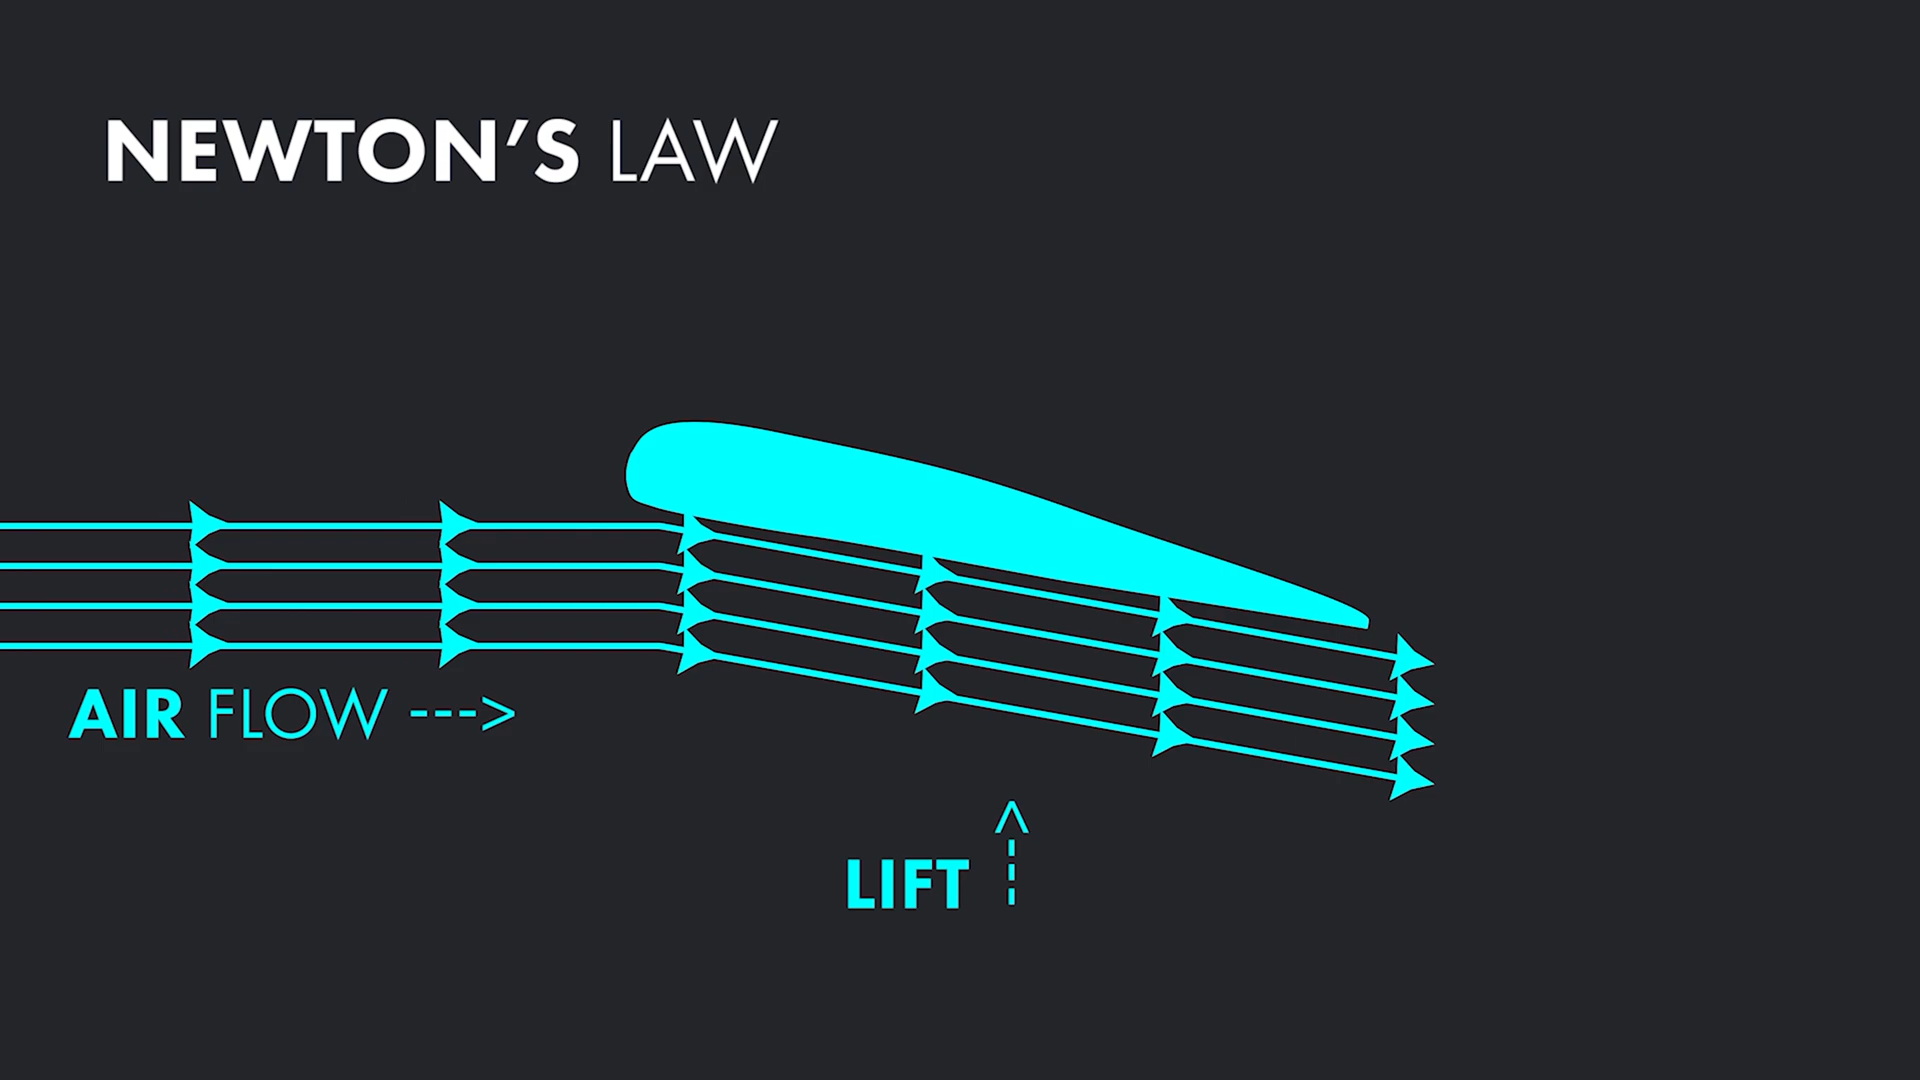 NEWTON’S LAW
AIR FLOW --->
LIFT --->